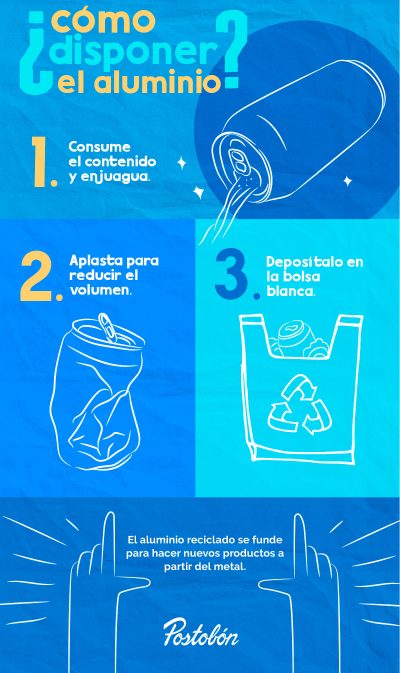 ¿cómo
disponer
el aluminio?
1. Consume
el contenido
y enjuagua.
2. Aplasta para
reducir el
volumen.
3. Deposítalo en
la bolsa
blanca.
El aluminio reciclado se funde
para hacer nuevos productos a
partir del metal.
Postobón